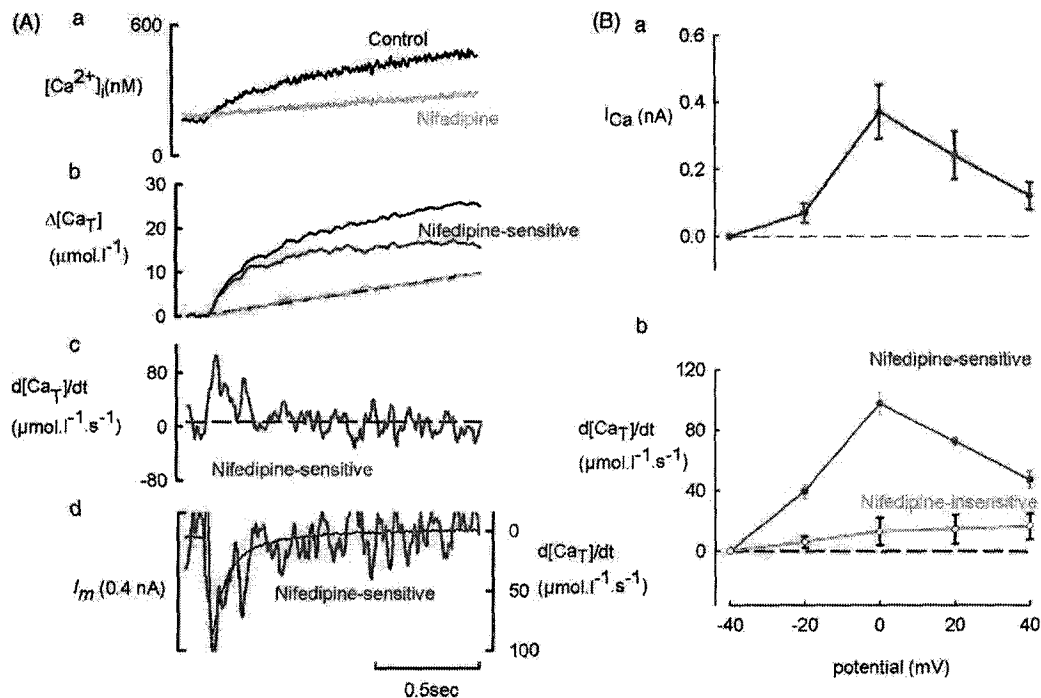 (A)
a
600
[Ca2+]i(nM)
0
Control
Nifedipine
b
30
20
10
0
Δ[CaT]
(μmol.l-1)
Nifedipine-sensitive
c
80
0
-80
d[CaT]/dt
(μmol.l-1.s-1)
Nifedipine-sensitive
d
Im (0.4 nA)
Nifedipine-sensitive
0
50
100
d[CaT]/dt
(μmol.l-1.s-1)
0.5sec
(B)
a
0.6
0.4
0.2
0.0
ICa (nA)
b
Nifedipine-sensitive
120
80
40
0
d[CaT]/dt
(μmol.l-1.s-1)
Nifedipine-insensitive
-40 -20 0 20 40
potential (mV)